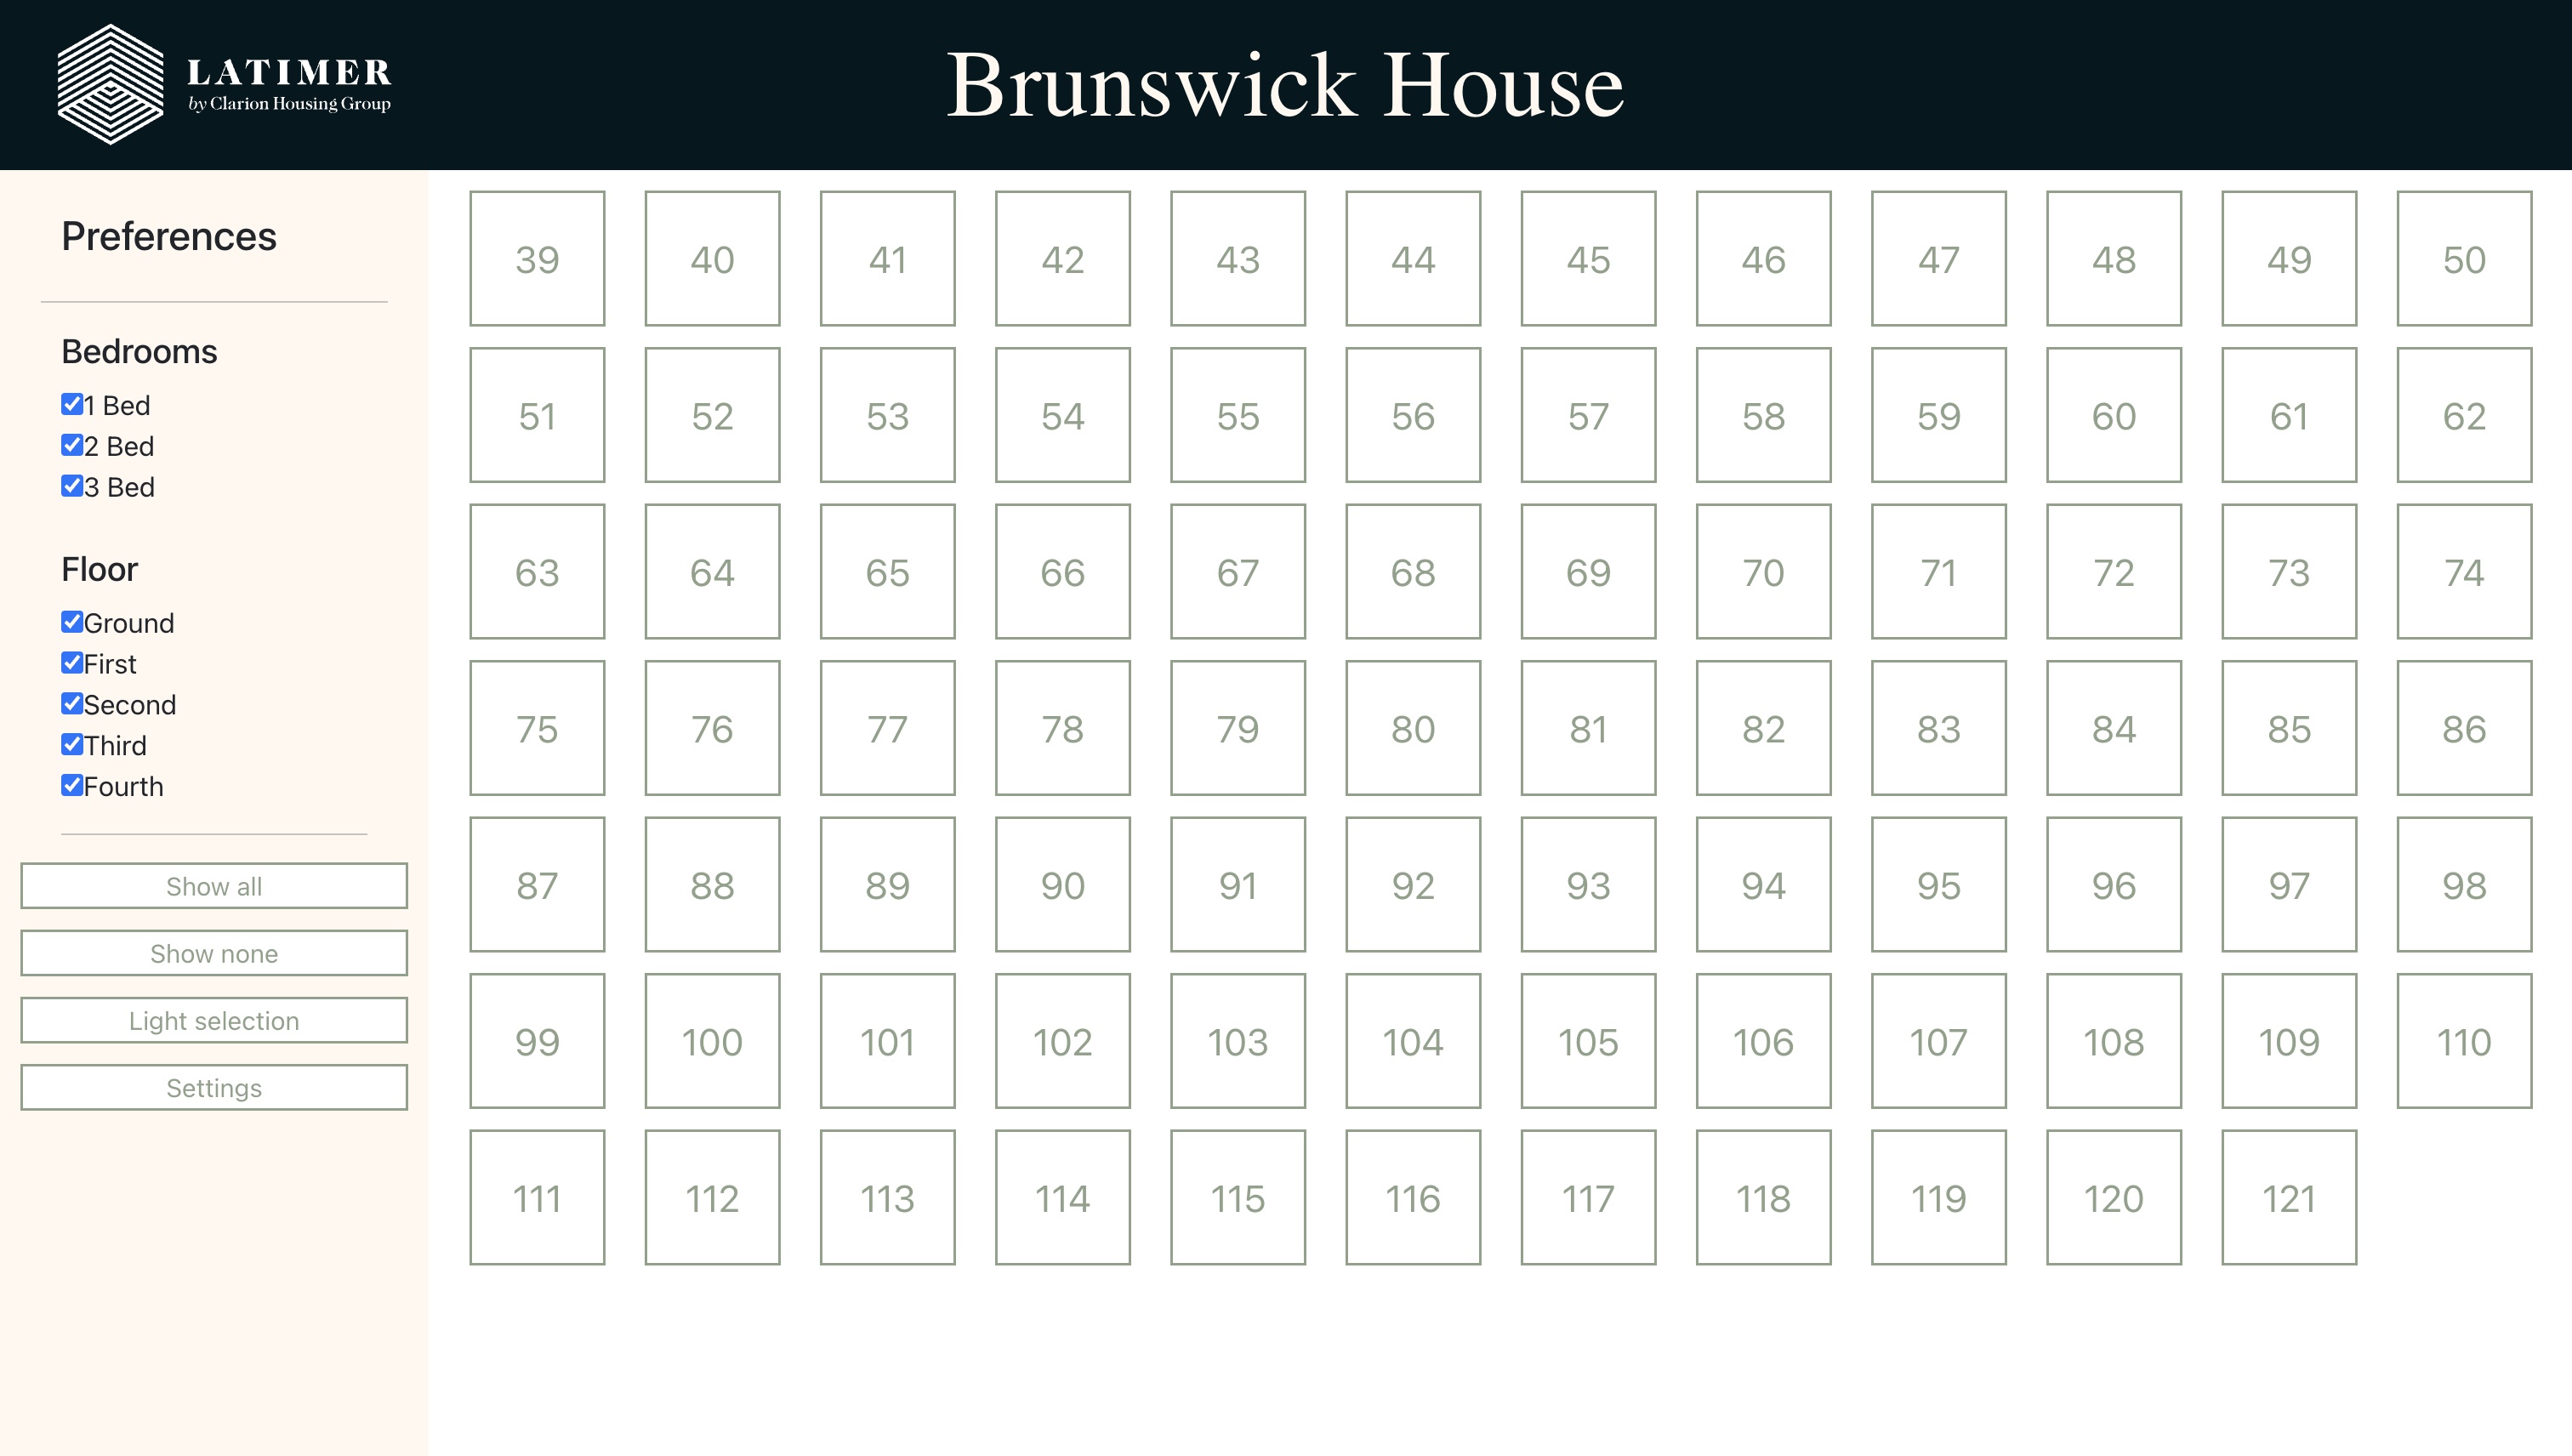 LATIMER
by Clarion Housing Group
Brunswick House
Preferences
Bedrooms
1 Bed
2 Bed
3 Bed
Floor
Ground
First
Second
Third
Fourth
Show all
Show none
Light selection
Settings
39 40 41 42 43 44 45 46 47 48 49 50
51 52 53 54 55 56 57 58 59 60 61 62
63 64 65 66 67 68 69 70 71 72 73 74
75 76 77 78 79 80 81 82 83 84 85 86
87 88 89 90 91 92 93 94 95 96 97 98
99 100 101 102 103 104 105 106 107 108 109 110
111 112 113 114 115 116 117 118 119 120 121